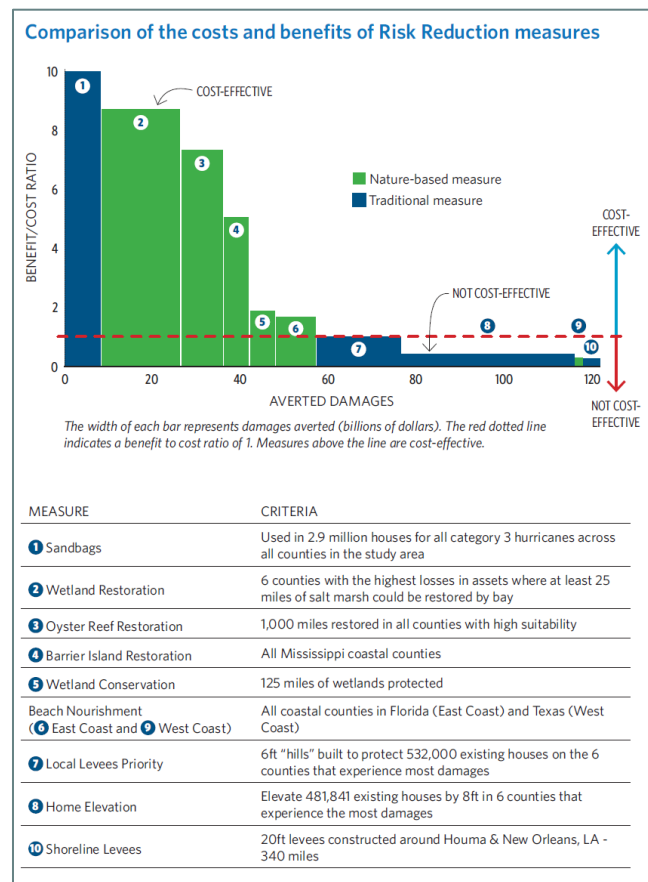 Comparison of the costs and benefits of Risk Reduction measures
10
8
6
4
2
0
BENEFIT/COST RATIO
1
COST-EFFECTIVE
2
3
Nature-based measure
Traditional measure
4
COST-
EFFECTIVE
NOT COST-EFFECTIVE
5
6
7
8
9
10
0
20
40
60
80
100
120
AVERTED DAMAGES
NOT COST-
EFFECTIVE
The width of each bar represents damages averted (billions of dollars). The red dotted line
indicates a benefit to cost ratio of 1. Measures above the line are cost-effective.
MEASURE CRITERIA
1 Sandbags
Used in 2.9 million houses for all category 3 hurricanes across
all counties in the study area
2 Wetland Restoration
6 counties with the highest losses in assets where at least 25
miles of salt marsh could be restored by bay
3 Oyster Reef Restoration
1,000 miles restored in all counties with high suitability
4 Barrier Island Restoration
All Mississippi coastal counties
5 Wetland Conservation
125 miles of wetlands protected
Beach Nourishment
(6 East Coast and 9 West Coast)
All coastal counties in Florida (East Coast) and Texas (West
Coast)
7 Local Levees Priority
6ft “hills” built to protect 532,000 existing houses on the 6
counties that experience most damages
8 Home Elevation
Elevate 481,841 existing houses by 8ft in 6 counties that
experience the most damages
10 Shoreline Levees
20ft levees constructed around Houma & New Orleans, LA -
340 miles